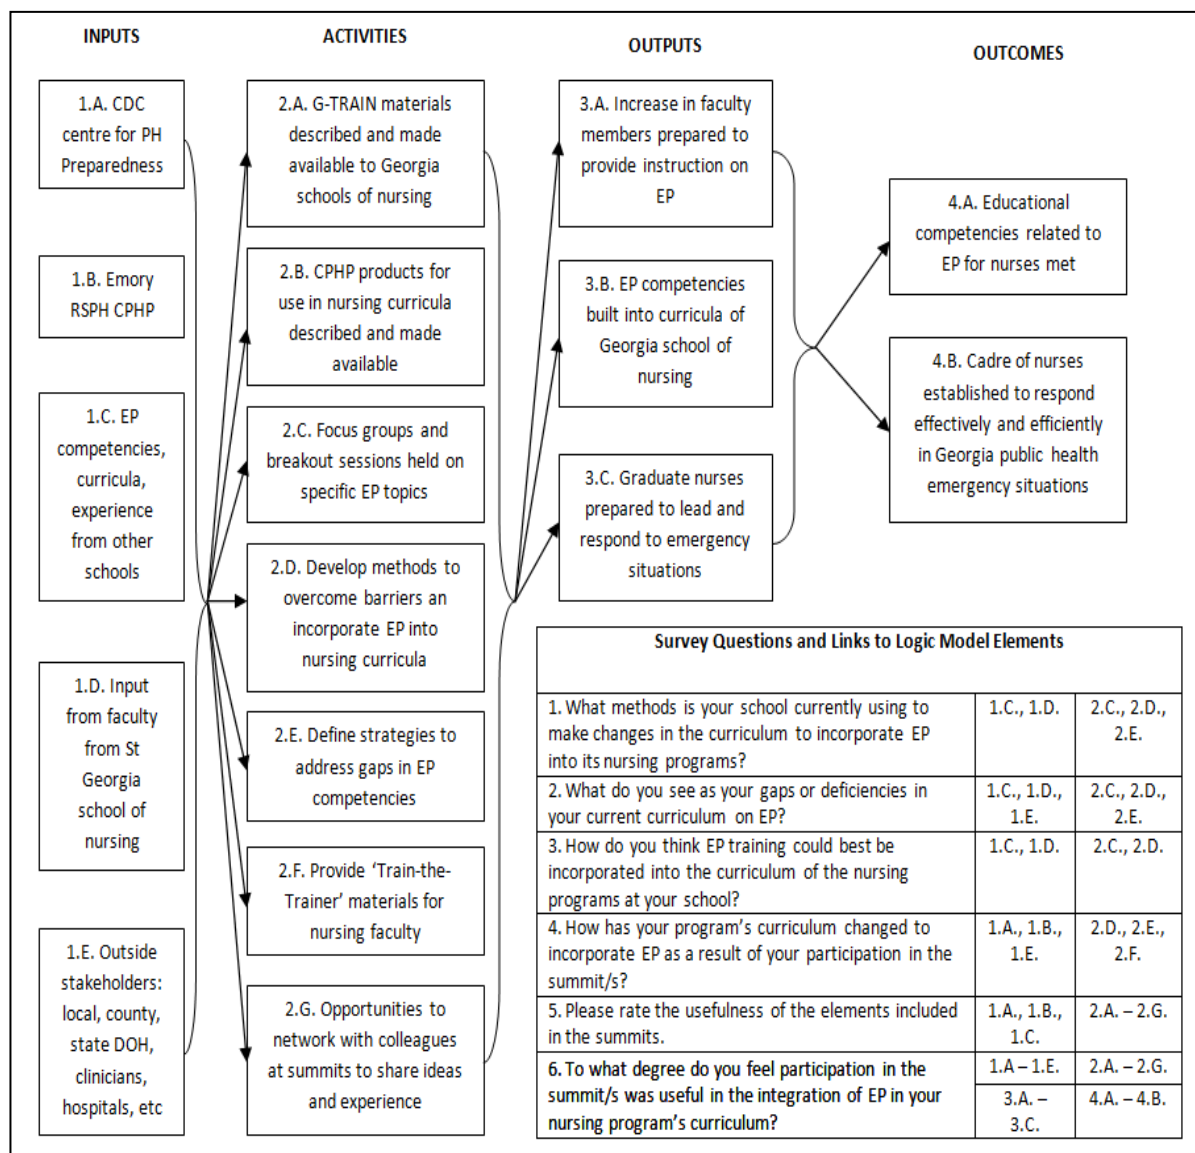 INPUTS
1.A. CDC
centre for PH
Preparedness
1.B. Emory
RSPH CPHP
1.C. EP
competencies,
curricula,
experience
from other
schools
1.D. Input
from faculty
from St
Georgia
school of
nursing
1.E. Outside
stakeholders:
local, county,
state DOH,
clinicians,
hospitals, etc
ACTIVITIES
2.A. G-TRAIN materials
described and made
available to Georgia
schools of nursing
2.B. CPHP products for
use in nursing curricula
described and made
available
2.C. Focus groups and
breakout sessions held on
specific EP topics
2.D. Develop methods to
overcome barriers an
incorporate EP into
nursing curricula
2.E. Define strategies to
address gaps in EP
competencies
2.F. Provide ‘Train-the-
Trainer’ materials for
nursing faculty
2.G. Opportunities to
network with colleagues
at summits to share ideas
and experience
OUTPUTS
3.A. Increase in faculty
members prepared to
provide instruction on
EP
3.B. EP competencies
built into curricula of
Georgia school of
nursing
3.C. Graduate nurses
prepared to lead and
respond to emergency
situations
OUTCOMES
4.A. Educational
competencies related to
EP for nurses met
4.B. Cadre of nurses
established to respond
effectively and efficiently
in Georgia public health
emergency situations
Survey Questions and Links to Logic Model Elements
1. What methods is your school currently using to
make changes in the curriculum to incorporate EP
into its nursing programs?
1.C., 1.D.
2.C., 2.D.,
2.E.
2. What do you see as your gaps or deficiencies in
your current curriculum on EP?
1.C., 1.D.,
1.E.
2.C., 2.D.,
2.E.
3. How do you think EP training could best be
incorporated into the curriculum of the nursing
programs at your school?
1.C., 1.D.
2.C., 2.D.
4. How has your program’s curriculum changed to
incorporate EP as a result of your participation in the
summit/s?
1.A., 1.B.,
1.E.
2.D., 2.E.,
2.F.
5. Please rate the usefulness of the elements included
in the summits.
1.A., 1.B.,
1.C.
2.A. – 2.G.
6. To what degree do you feel participation in the
summit/s was useful in the integration of EP in your
nursing program’s curriculum?
1.A – 1.E.
2.A. – 2.G.
3.A. –
3.C.
4.A. – 4.B.